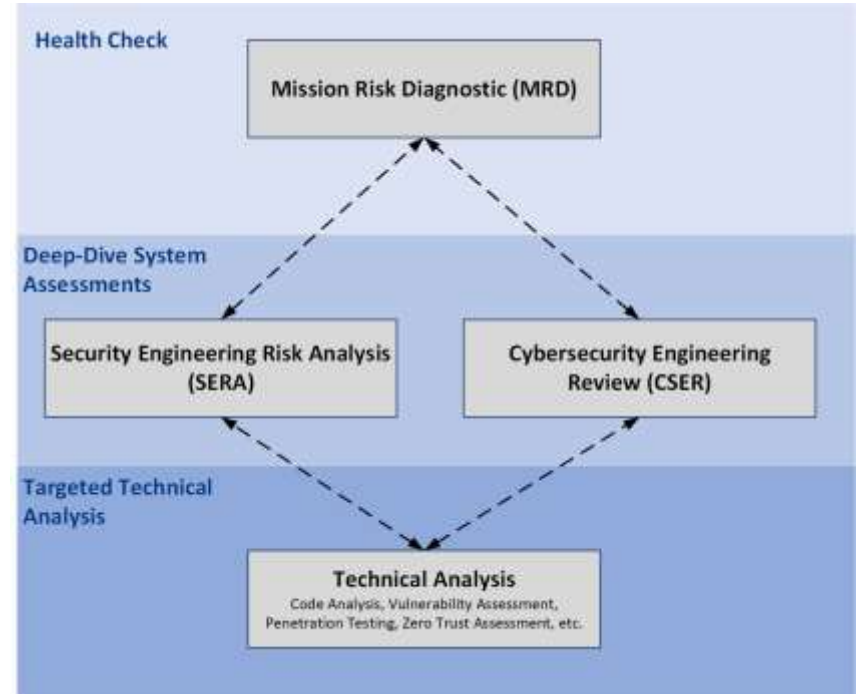 Health Check
Mission Risk Diagnostic (MRD)
Deep-Dive System
Assessments
Security Engineering Risk Analysis
(SERA)
Cybersecurity Engineering
Review (CSER)
Targeted Technical
Analysis
Technical Analysis
Code Analysis, Vulnerability Assessment,
Penetration Testing, Zero Trust Assessment, etc.